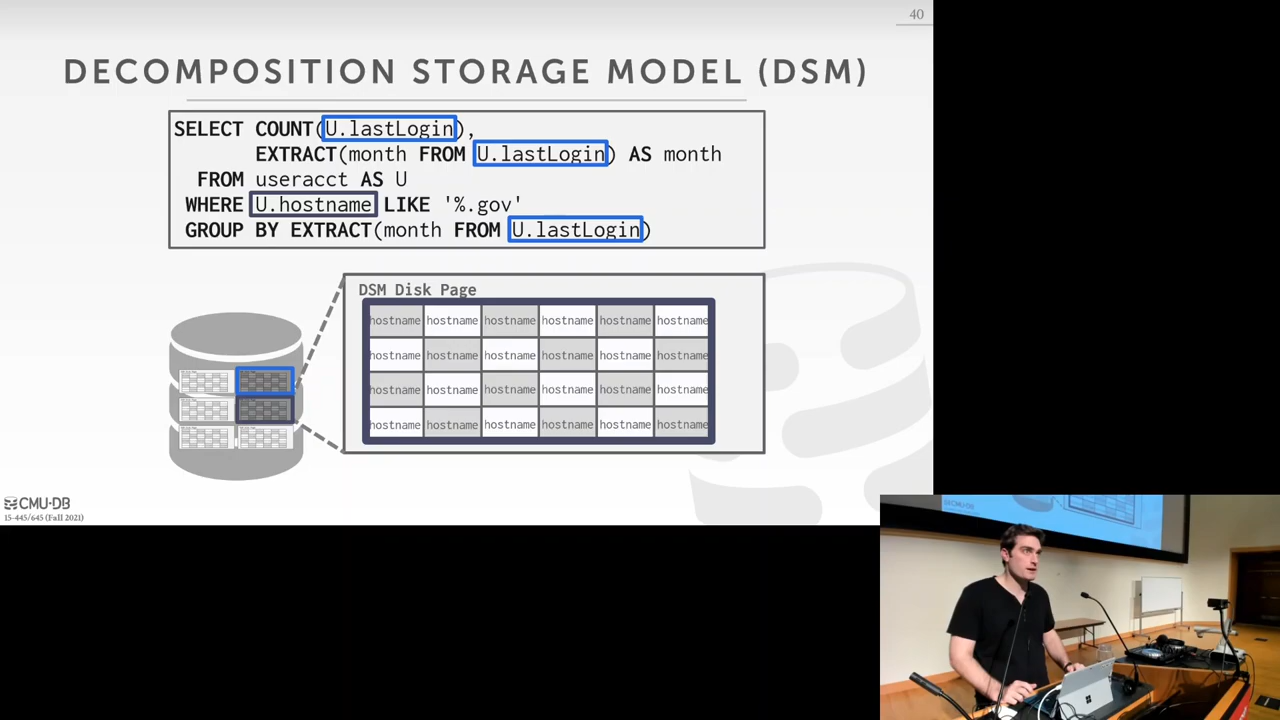 40
DECOMPOSITION STORAGE MODEL (DSM)
SELECT COUNT(U.lastLogin),
EXTRACT(month FROM U.lastLogin) AS month
FROM useracct AS U
WHERE U.hostname LIKE '%.gov'
GROUP BY EXTRACT(month FROM U.lastLogin)
DSM Disk Page
hostname hostname hostname hostname hostname hostname
hostname hostname hostname hostname hostname hostname
hostname hostname hostname hostname hostname hostname
hostname hostname hostname hostname hostname hostname
CMU·DB
15-445/645 (Fall 2021)